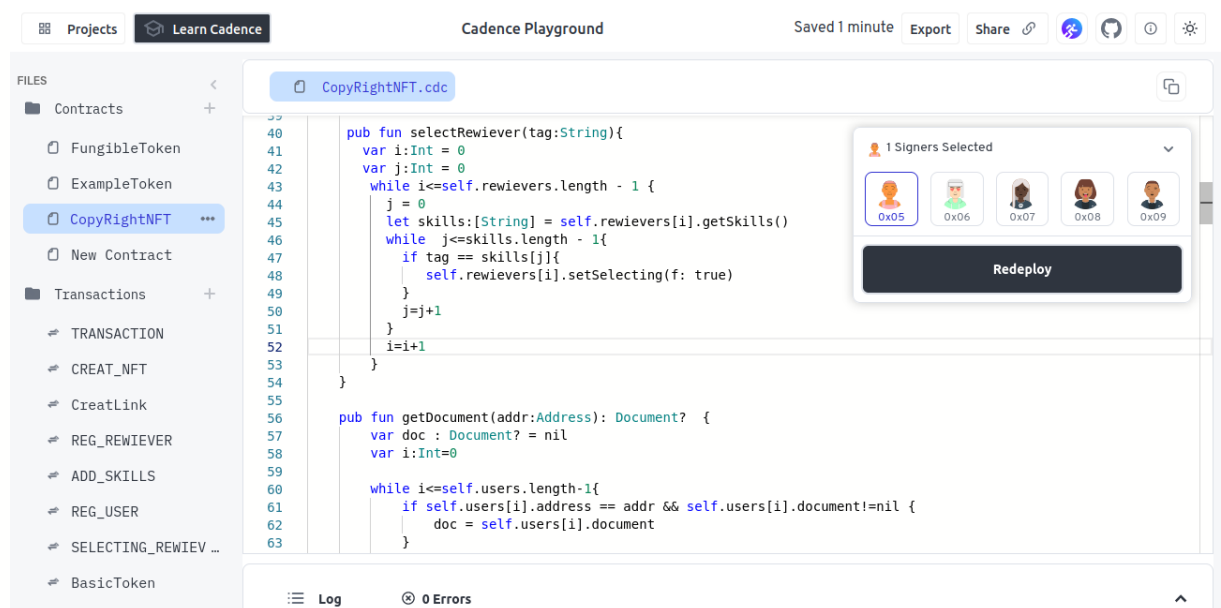 Projects
Learn Cadence
Cadence Playground
Saved 1 minute
Export
Share
FILES
Contracts
FungibleToken
ExampleToken
CopyRightNFT
New Contract
Transactions
TRANSACTION
CREAT_NFT
CreatLink
REG_REWIEVER
ADD_SKILLS
REG_USER
SELECTING_REWIEV …
BasicToken
CopyRightNFT.cdc
39
40 pub fun selectRewiever(tag:String){
41 var i:Int = 0
42 var j:Int = 0
43 while i<=self.rewievers.length - 1 {
44 j = 0
45 let skills:[String] = self.rewievers[i].getSkills()
46 while  j<=skills.length - 1{
47 if tag == skills[j]{
48 self.rewievers[i].setSelecting(f: true)
49 }
50 j=j+1
51 }
52 i=i+1
53 }
54 }
55
56 pub fun getDocument(addr:Address): Document?  {
57 var doc : Document? = nil
58 var i:Int=0
59
60 while i<=self.users.length-1{
61 if self.users[i].address == addr && self.users[i].document!=nil {
62 doc = self.users[i].document
63 }
1 Signers Selected
0x05 0x06 0x07 0x08 0x09
Redeploy
Log
0 Errors